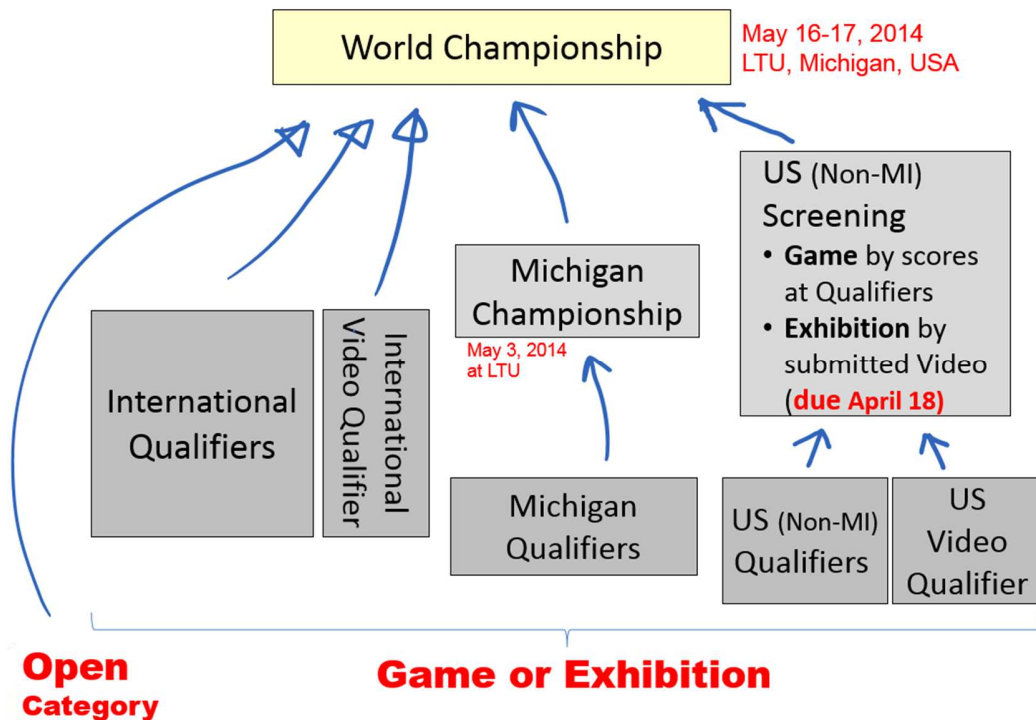 World Championship
May 16-17, 2014
LTU, Michigan, USA
International
Qualifiers
International
Video Qualifier
Michigan
Championship
May 3, 2014
at LTU
Michigan
Qualifiers
US (Non-MI)
Screening
• Game by scores
at Qualifiers
• Exhibition by
submitted Video
(due April 18)
US (Non-MI)
Qualifiers
US
Video
Qualifier
Open
Category
Game or Exhibition